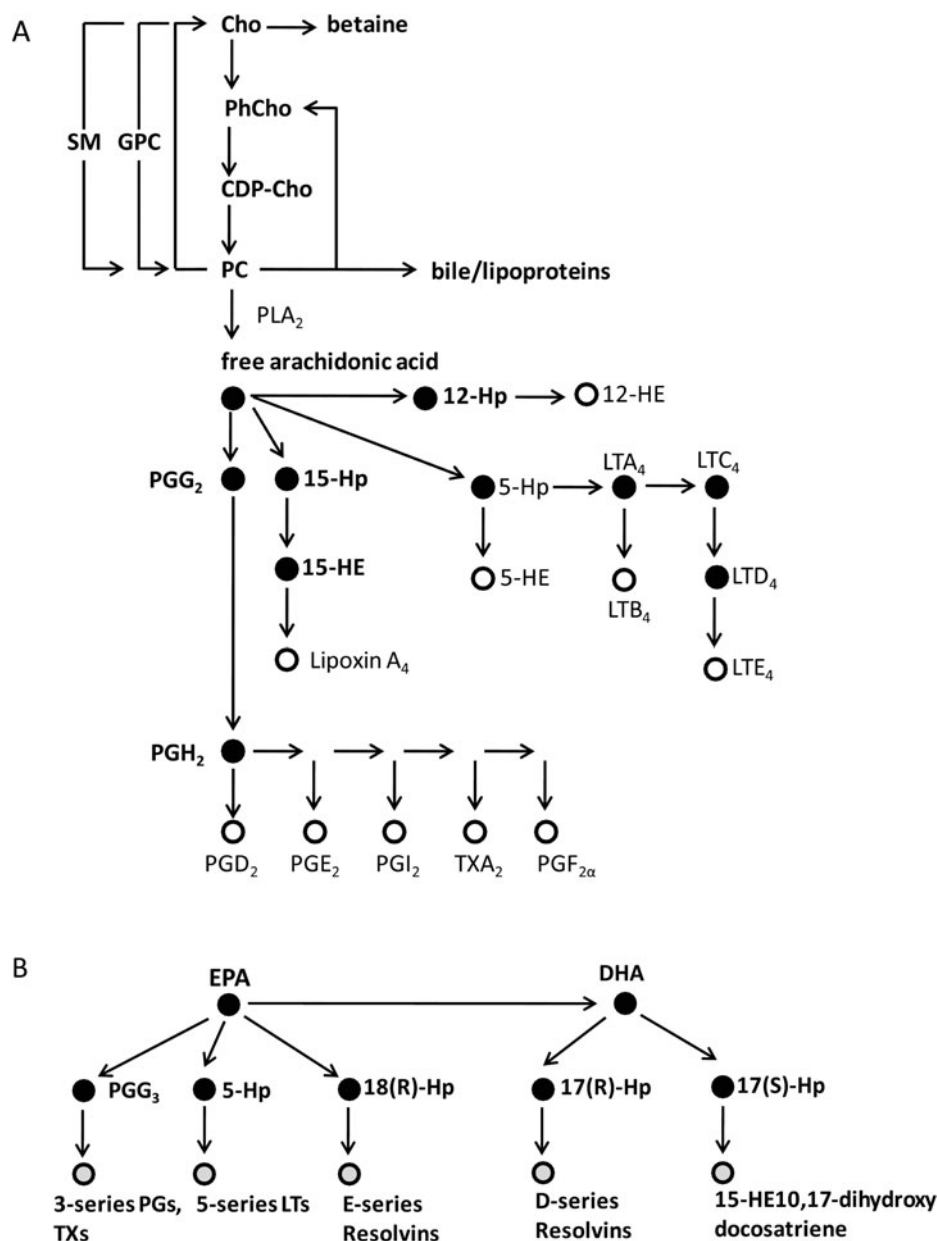 A
Cho
betaine
PhCho
SM
GPC
CDP-Cho
PC
bile/lipoproteins
PLA₂
free arachidonic acid
12-Hp
12-HE
PGG₂
15-Hp
5-Hp
LTA₄
LTC₄
15-HE
5-HE
LTB₄
LTD₄
Lipoxin A₄
LTE₄
PGH₂
PGD₂
PGE₂
PGI₂
TXA₂
PGF₂α
B
EPA
DHA
PGG₃
5-Hp
18(R)-Hp
17(R)-Hp
17(S)-Hp
3-series PGs,
TXs
5-series LTs
E-series
Resolvins
D-series
Resolvins
15-HE10,17-dihydroxy
docosatriene